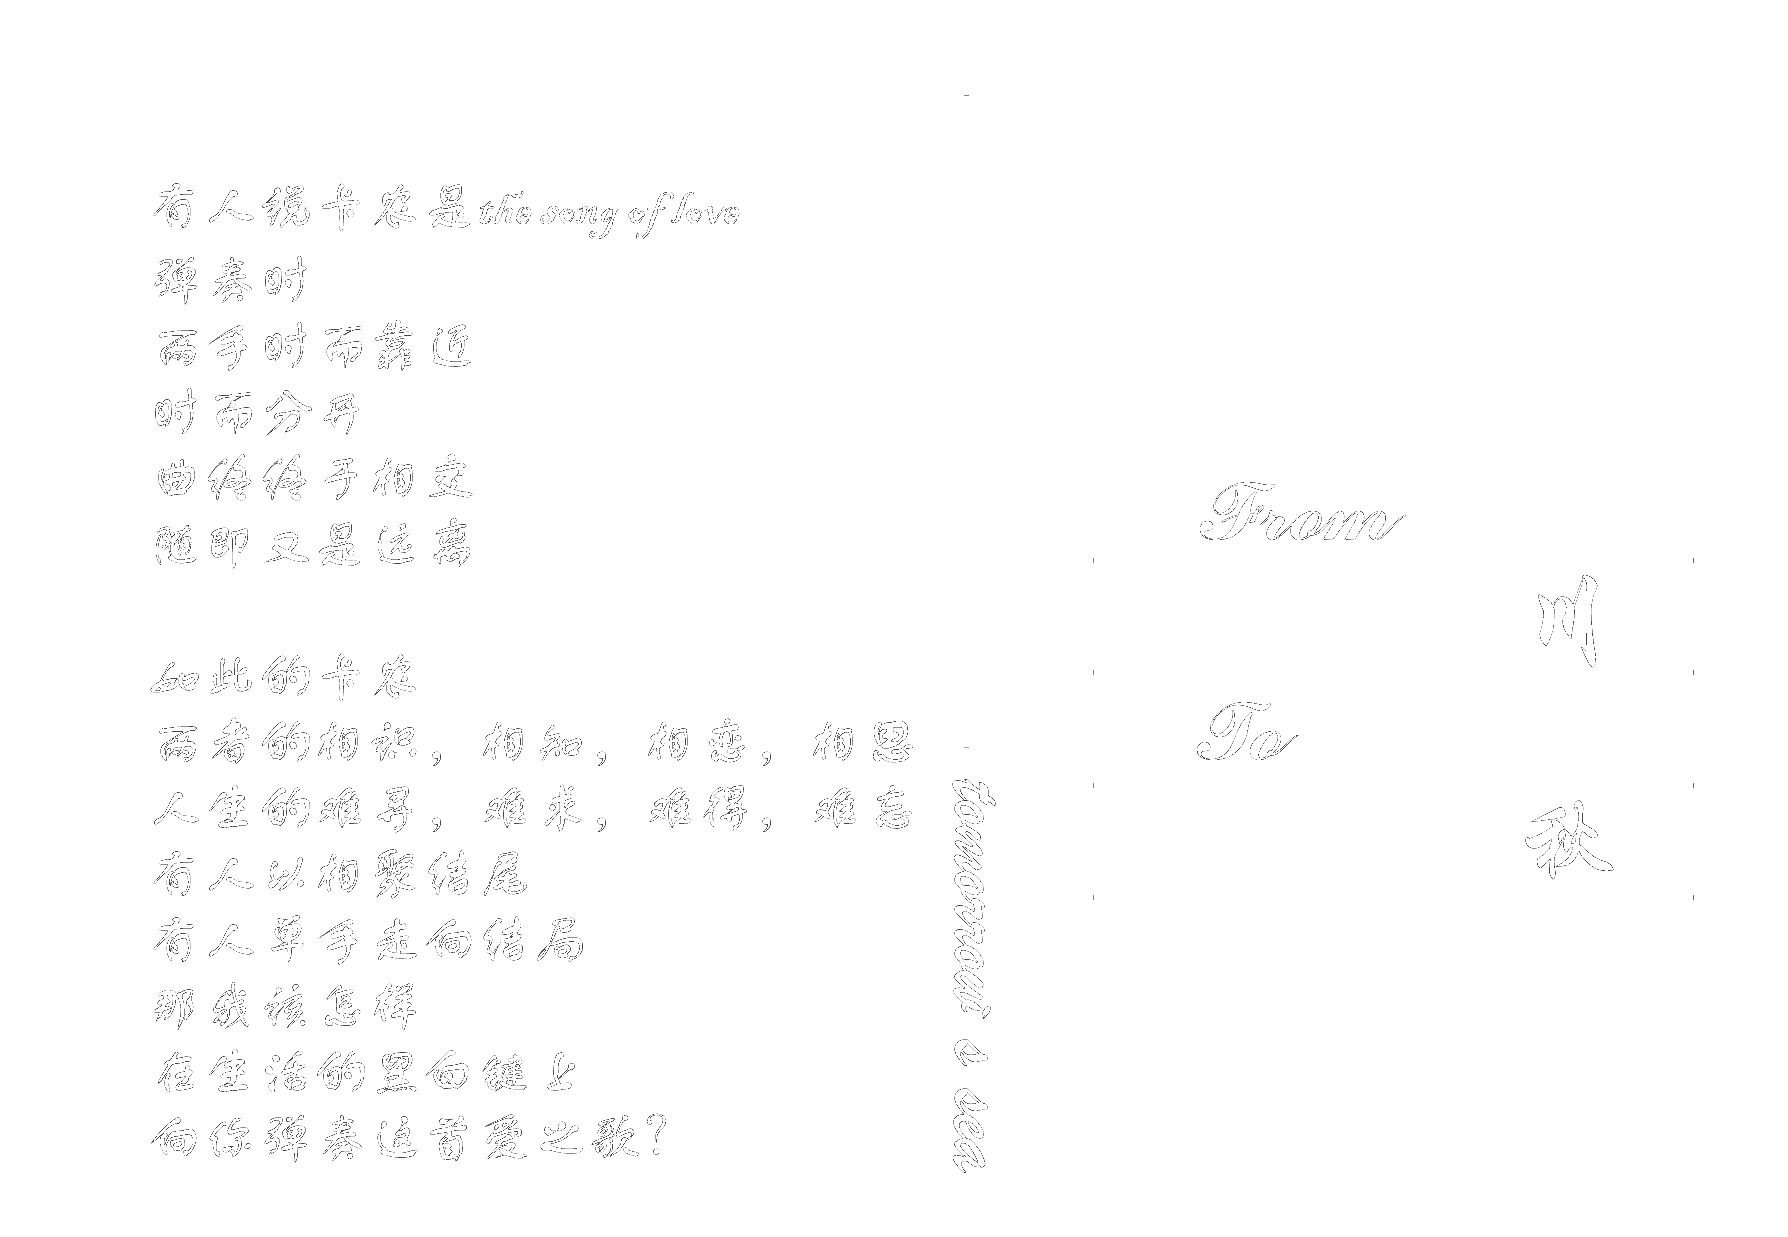 有人说卡农是the song of love
弹奏时
两手时而靠近
时而分开
曲终终于相交
随即又是远离
如此的卡农
两者的相识，相知，相恋，相思
人生的难寻，难求，难得，难忘
有人以相聚结尾
有人单手走向结局
那我该怎样
在生活的黑白键上
向你弹奏这首爱之歌？
tomorrow' s sea
From
川
To
秋